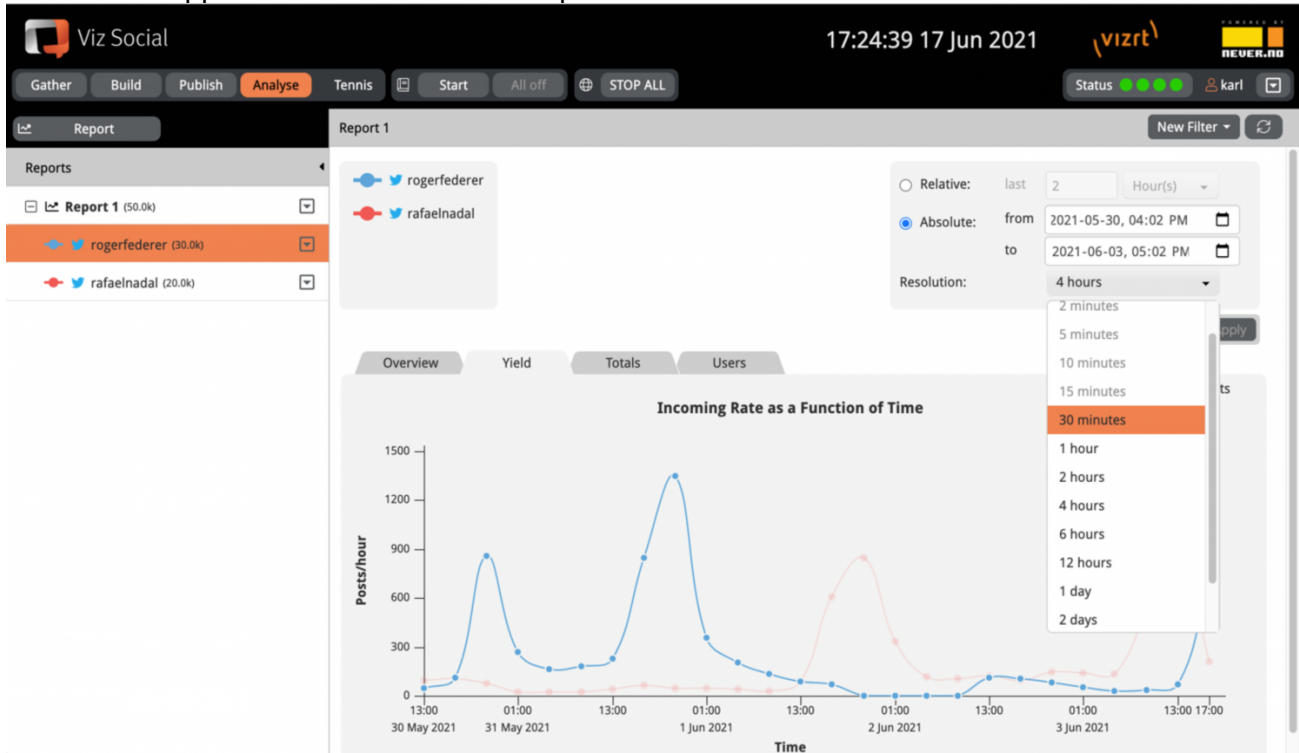 Viz Social
17:24:39 17 Jun 2021
vizrt
POWERED BY
NEVER.NO
Gather Build Publish Analyse Tennis Start All off STOP ALL Status karl
Report
Report 1 New Filter
Reports
Report 1 (50.0k)
rogerfederer (30.0k)
rafaelnadal (20.0k)
rogerfederer
rafaelnadal
Relative: last 2 Hour(s)
Absolute: from 2021-05-30, 04:02 PM
to 2021-06-03, 05:02 PM
Resolution: 4 hours
2 minutes
5 minutes
10 minutes
15 minutes
30 minutes
1 hour
2 hours
4 hours
6 hours
12 hours
1 day
2 days
Overview Yield Totals Users
Incoming Rate as a Function of Time
Posts/hour
1500
1200
900
600
300
0
13:00 01:00 13:00 01:00 13:00 01:00 13:00 01:00 13:00 17:00
30 May 2021 31 May 2021 1 Jun 2021 2 Jun 2021 3 Jun 2021
Time